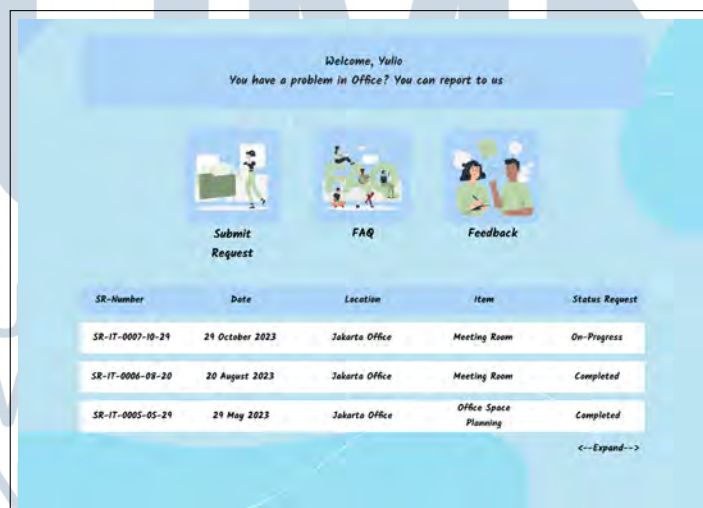 Welcome, Yulio
You have a problem in Office? You can report to us
Submit Request
FAQ
Feedback
SR-Number Date Location Item Status Request
SR-IT-0007-10-29 29 October 2023 Jakarta Office Meeting Room On-Progress
SR-IT-0006-08-20 20 August 2023 Jakarta Office Meeting Room Completed
SR-IT-0005-05-29 29 May 2023 Jakarta Office Office Space Planning Completed
<--Expand-->